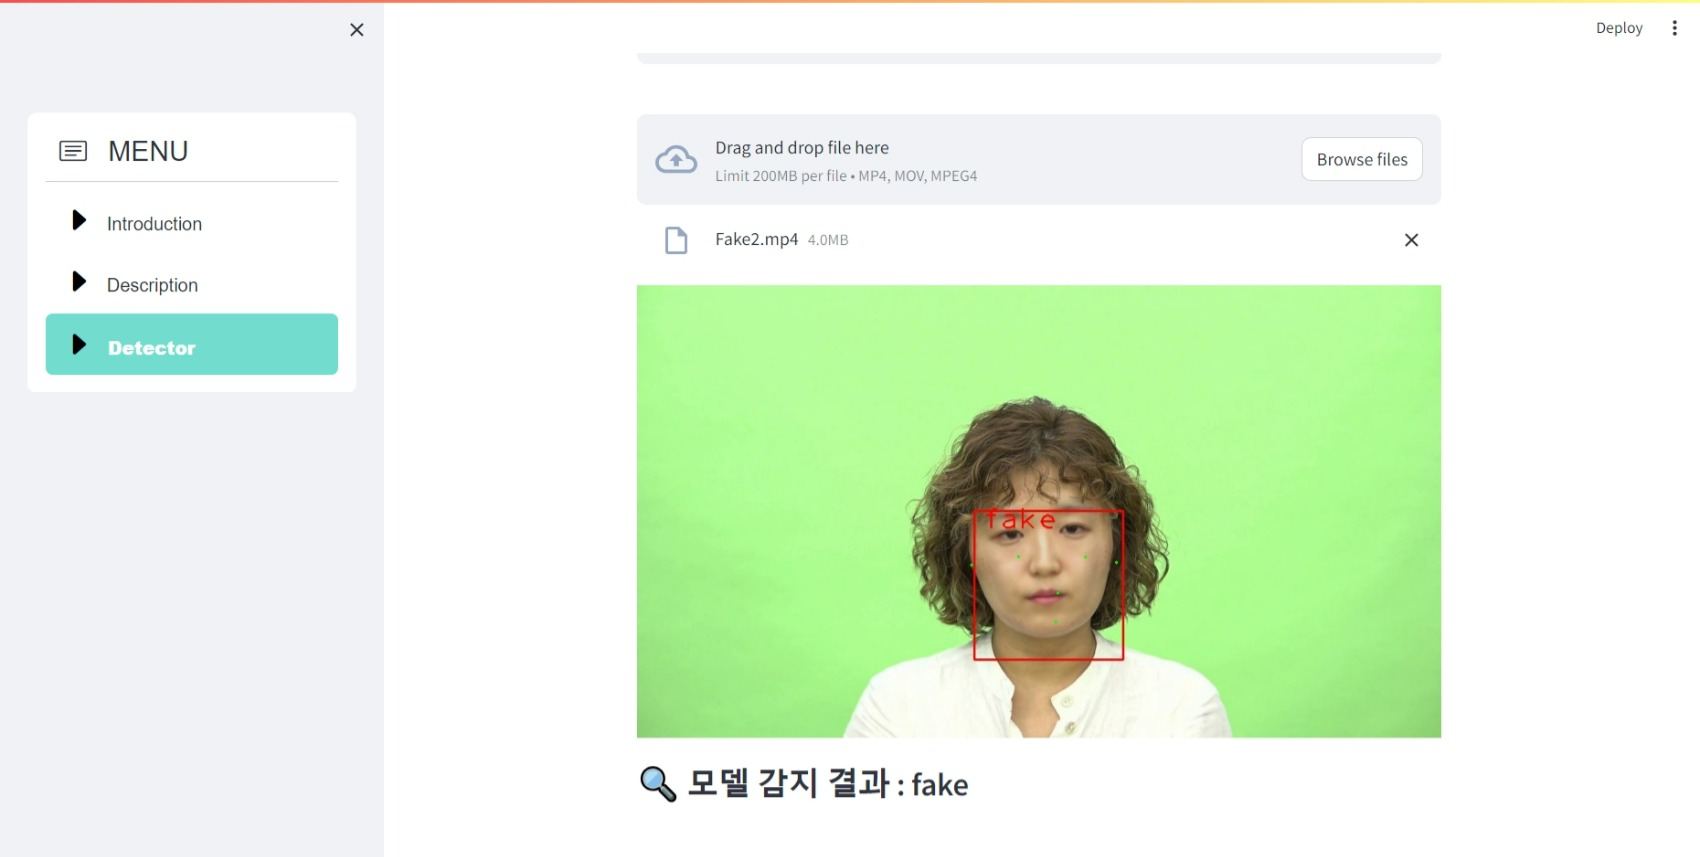 Deploy
MENU
Introduction
Description
Detector
Drag and drop file here
Limit 200MB per file • MP4, MOV, MPEG4
Browse files
Fake2.mp4 4.0MB
fake
모델 감지 결과 : fake